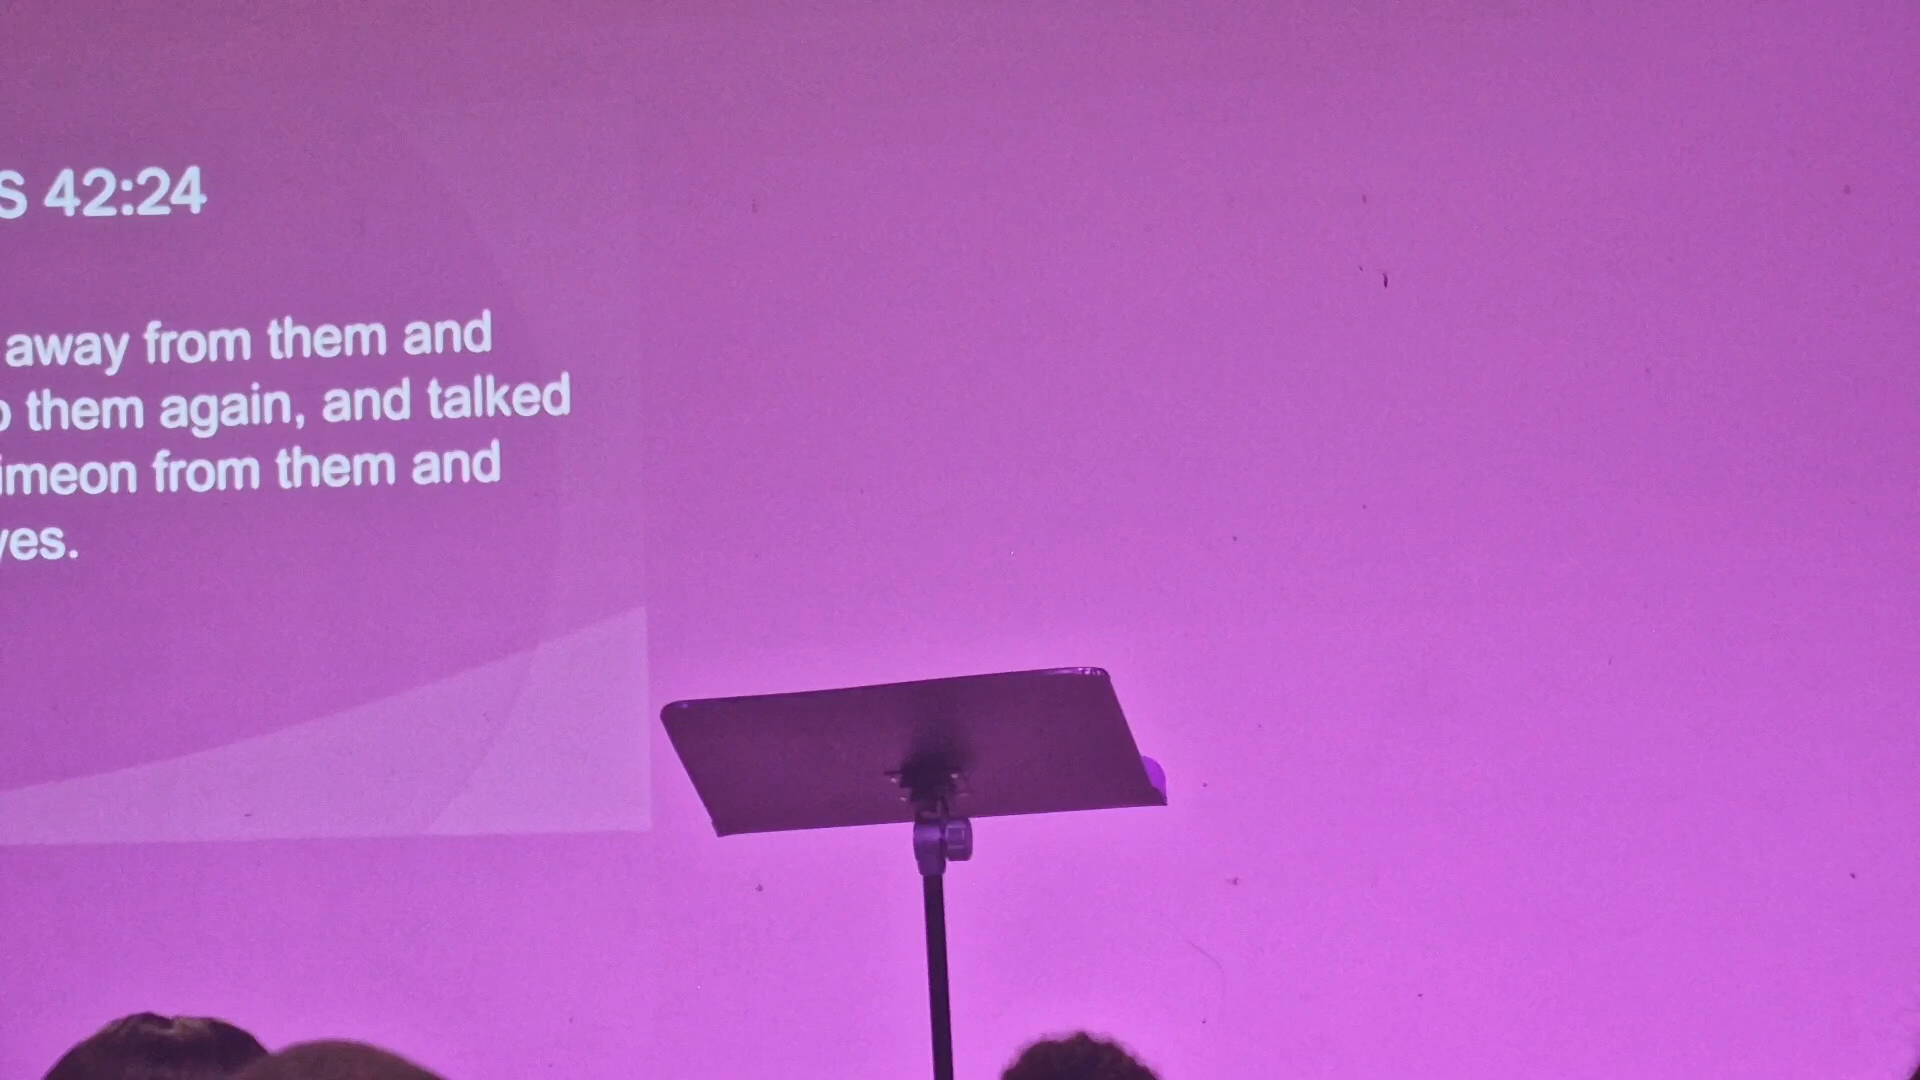 S 42:24
away from them and
them again, and talked
imeon from them and
yes.